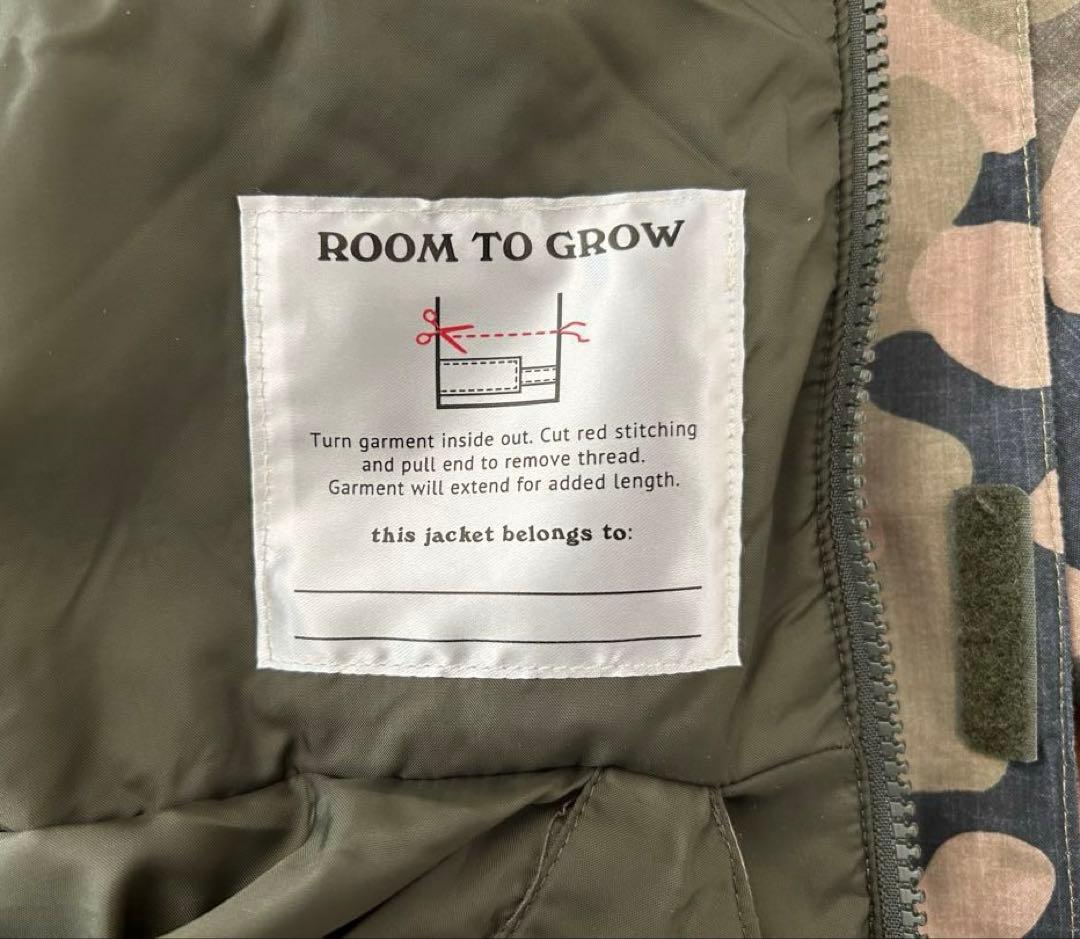 ROOM TO GROW
Turn garment inside out. Cut red stitching
and pull end to remove thread.
Garment will extend for added length.
this jacket belongs to: